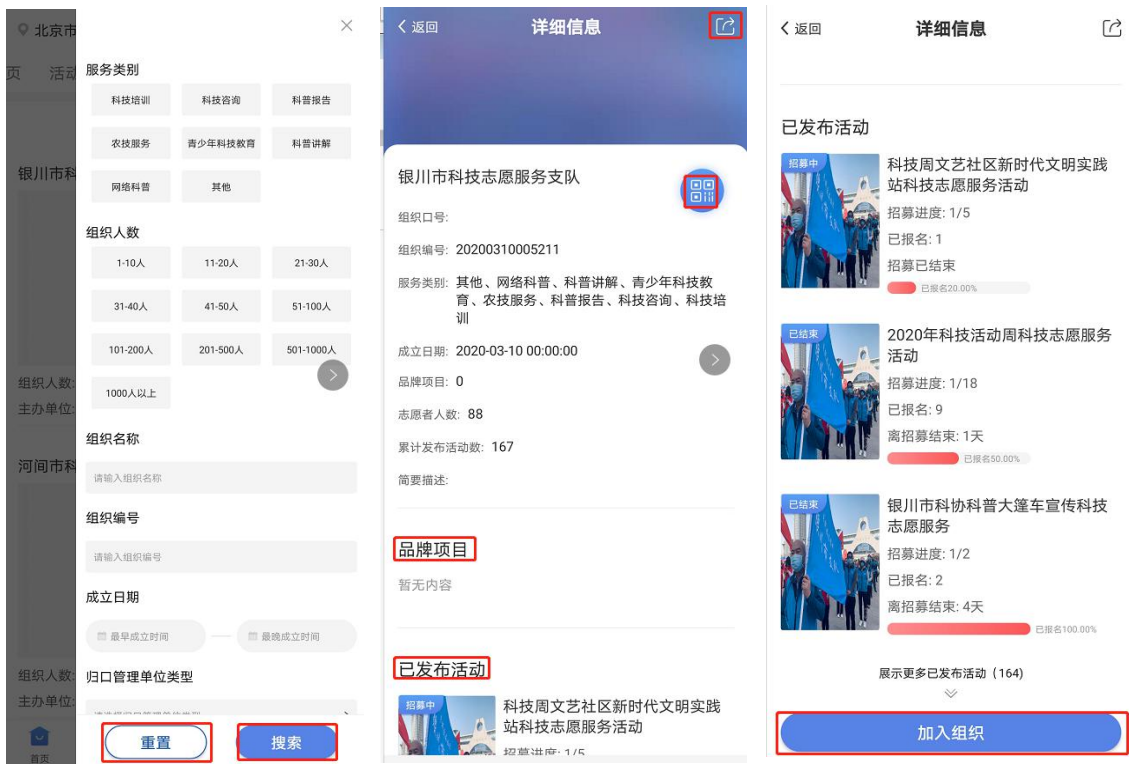 北京市
页 活动
银川市科
组织人数:
主办单位:
河间市科
组织人数:
主办单位:
首页
服务类别
科技培训 科技咨询 科普报告
农技服务 青少年科技教育 科普讲解
网络科普 其他
组织人数
1-10人 11-20人 21-30人
31-40人 41-50人 51-100人
101-200人 201-500人 501-1000人
1000人以上
组织名称
请输入组织名称
组织编号
请输入组织编号
成立日期
最早成立时间 最晚成立时间
归口管理单位类型
重置 搜索
返回 详细信息
银川市科技志愿服务支队
组织口号:
组织编号: 20200310005211
服务类别: 其他、网络科普、科普讲解、青少年科技教
育、农技服务、科普报告、科技咨询、科技培
训
成立日期: 2020-03-10 00:00:00
品牌项目: 0
志愿者人数: 88
累计发布活动数: 167
简要描述:
品牌项目
暂无内容
已发布活动
招募中
科技周文艺社区新时代文明实践
站科技志愿服务活动
招募进度: 1/5
返回 详细信息
已发布活动
招募中
科技周文艺社区新时代文明实践
站科技志愿服务活动
招募进度: 1/5
已报名: 1
招募已结束
已报名20.00%
已结束
2020年科技活动周科技志愿服务
活动
招募进度: 1/18
已报名: 9
离招募结束: 1天
已报名50.00%
已结束
银川市科协科普大篷车宣传科技
志愿服务
招募进度: 1/2
已报名: 2
离招募结束: 4天
已报名100.00%
展示更多已发布活动（164）
加入组织